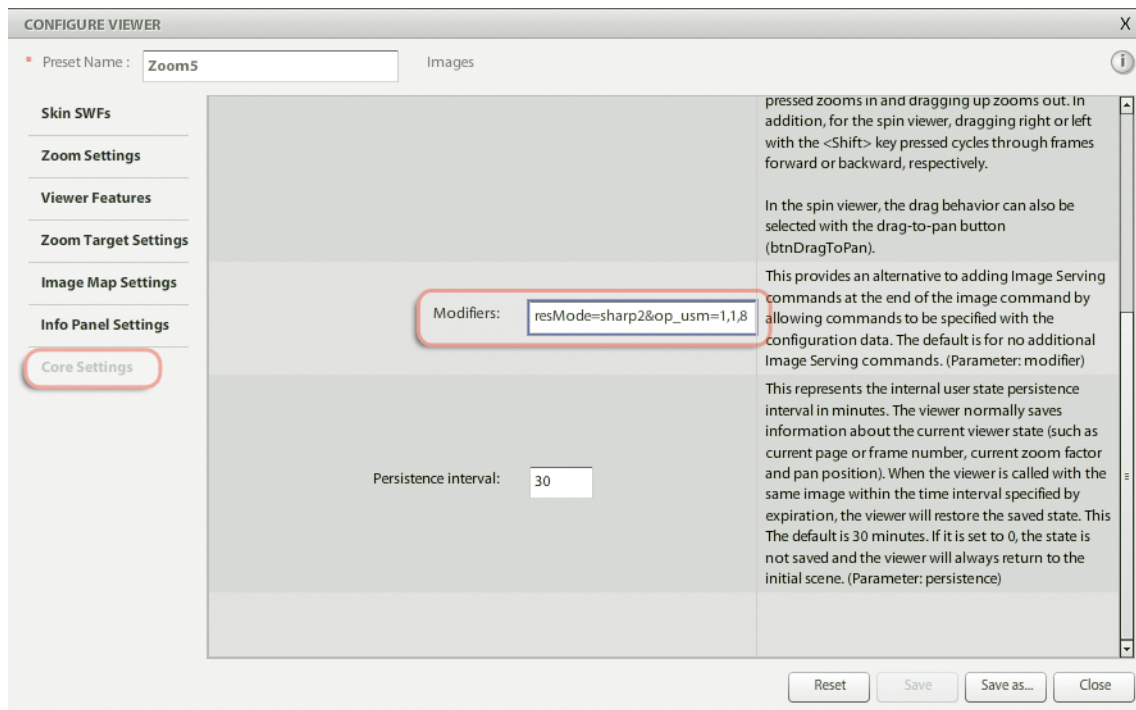 CONFIGURE VIEWER
X
* Preset Name :
Zoom5
Images
i
Skin SWFs
Zoom Settings
Viewer Features
Zoom Target Settings
Image Map Settings
Info Panel Settings
Core Settings
pressed zooms in and dragging up zooms out. In
addition, for the spin viewer, dragging right or left
with the <Shift> key pressed cycles through frames
forward or backward, respectively.
In the spin viewer, the drag behavior can also be
selected with the drag-to-pan button
(btnDragToPan).
Modifiers:
resMode=sharp2&op_usm=1,1,8
This provides an alternative to adding Image Serving
commands at the end of the image command by
allowing commands to be specified with the
configuration data. The default is for no additional
Image Serving commands. (Parameter: modifier)
Persistence interval:
30
This represents the internal user state persistence
interval in minutes. The viewer normally saves
information about the current viewer state (such as
current page or frame number, current zoom factor
and pan position). When the viewer is called with the
same image within the time interval specified by
expiration, the viewer will restore the saved state. This
The default is 30 minutes. If it is set to 0, the state is
not saved and the viewer will always return to the
initial scene. (Parameter: persistence)
Reset
Save
Save as...
Close